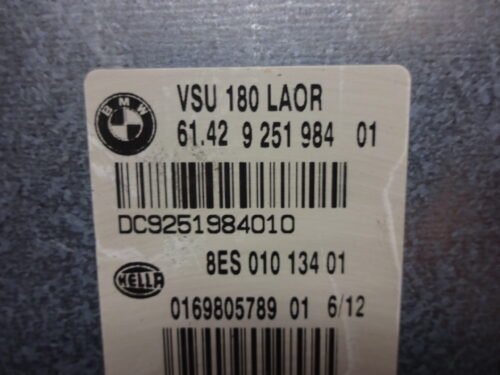 BMW
VSU 180 LAOR
61.42 9 251 984 01
DC9251984010
8ES 010 134 01
HELLA
0169805789 01 6/12